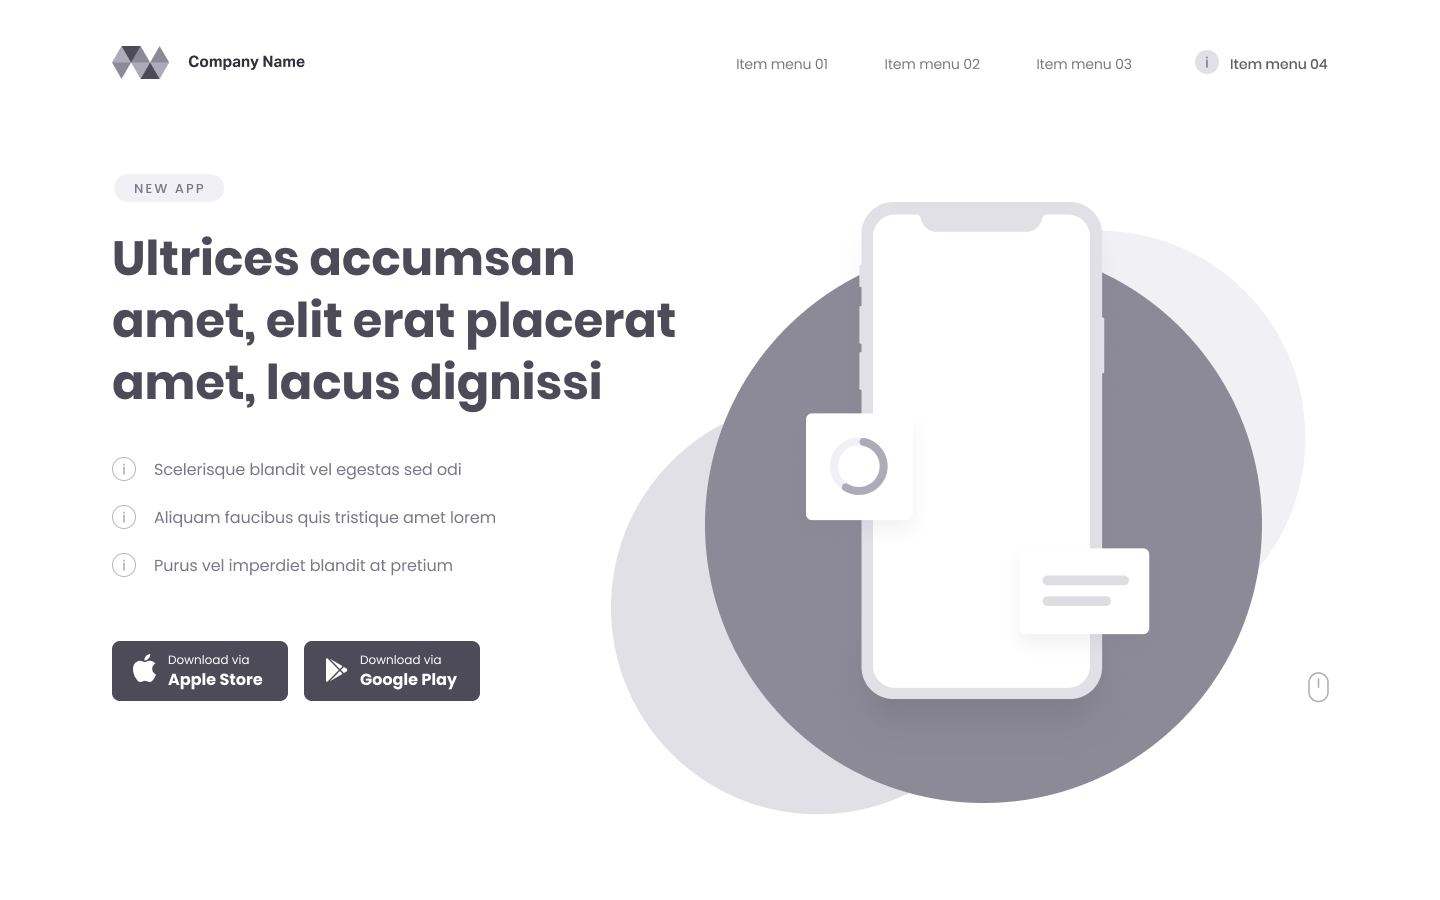 Company Name
Item menu 01
Item menu 02
Item menu 03
i
Item menu 04
NEW APP
Ultrices accumsan
amet, elit erat placerat
amet, lacus dignissi
i
Scelerisque blandit vel egestas sed odi
i
Aliquam faucibus quis tristique amet lorem
i
Purus vel imperdiet blandit at pretium
Download via
Apple Store
Download via
Google Play